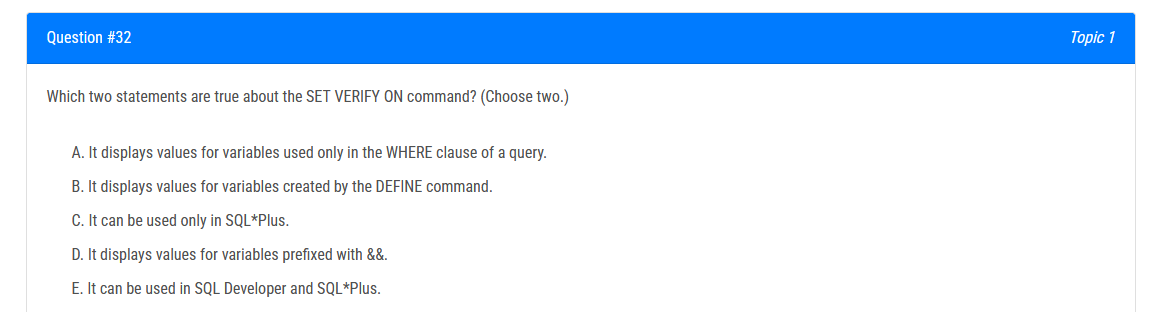 Question #32
Topic 1
Which two statements are true about the SET VERIFY ON command? (Choose two.)
A. It displays values for variables used only in the WHERE clause of a query.
B. It displays values for variables created by the DEFINE command.
C. It can be used only in SQL*Plus.
D. It displays values for variables prefixed with &&.
E. It can be used in SQL Developer and SQL*Plus.